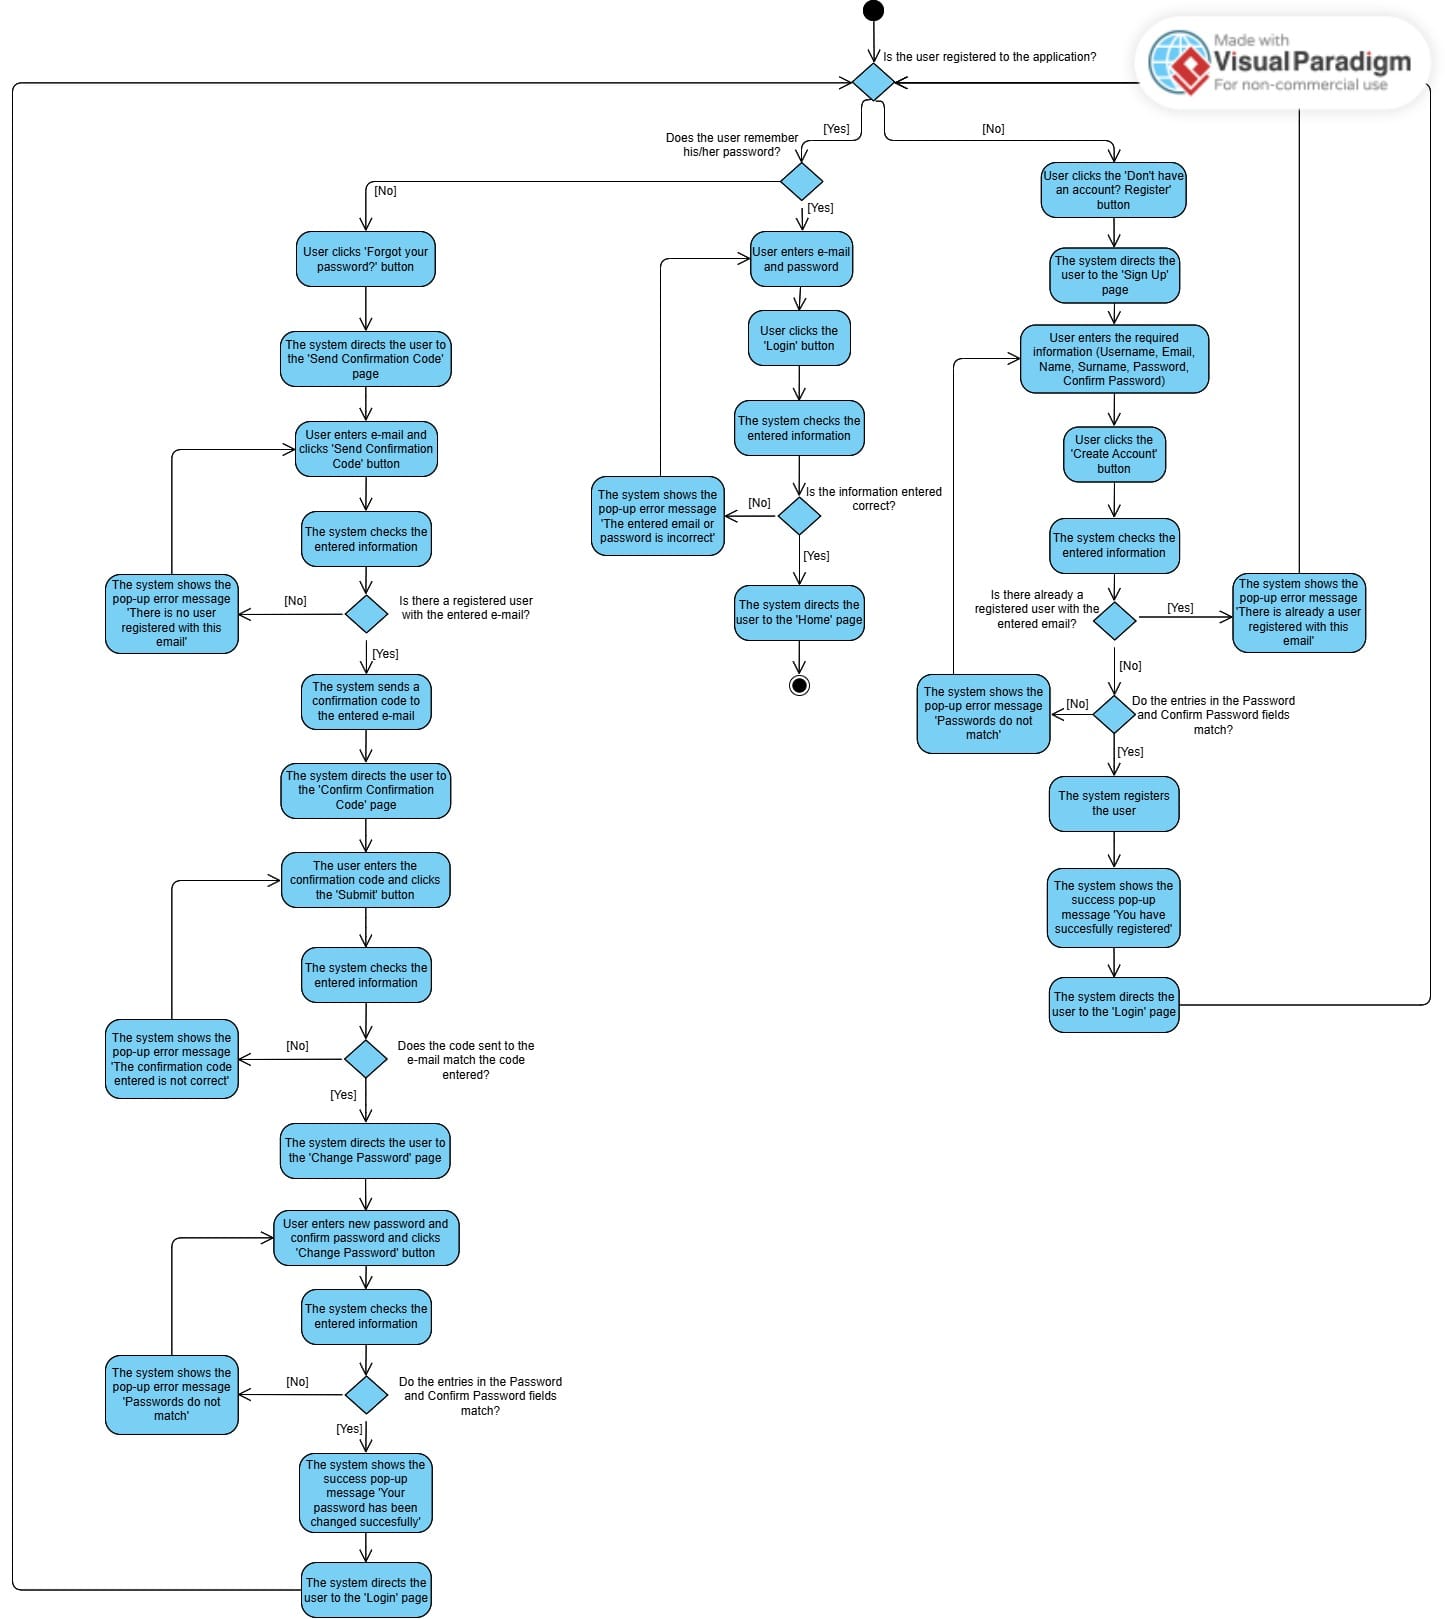 Made with
Visual Paradigm
For non-commercial use
Is the user registered to the application?
[Yes]
[No]
Does the user remember
his/her password?
[No]
[Yes]
User clicks 'Forgot your
password?' button
The system directs the user to
the 'Send Confirmation Code'
page
User enters e-mail and
clicks 'Send Confirmation
Code' button
The system checks the
entered information
Is there a registered user
with the entered e-mail?
[No]
The system shows the
pop-up error message
'There is no user
registered with this
email'
[Yes]
The system sends a
confirmation code to
the entered e-mail
The system directs the user to
the 'Confirm Confirmation
Code' page
The user enters the
confirmation code and clicks
the 'Submit' button
The system checks the
entered information
Does the code sent to the
e-mail match the code
entered?
[No]
The system shows the
pop-up error message
'The confirmation code
entered is not correct'
[Yes]
The system directs the user to
the 'Change Password' page
User enters new password and
confirm password and clicks
'Change Password' button
The system checks the
entered information
Do the entries in the Password
and Confirm Password fields
match?
[No]
The system shows the
pop-up error message
'Passwords do not
match'
[Yes]
The system shows the
success pop-up
message 'Your
password has been
changed succesfully'
The system directs the
user to the 'Login' page
User enters e-mail
and password
User clicks the
'Login' button
The system checks the
entered information
Is the information entered
correct?
[No]
The system shows the
pop-up error message
'The entered email or
password is incorrect'
[Yes]
The system directs the
user to the 'Home' page
User clicks the 'Don't have
an account? Register'
button
The system directs the
user to the 'Sign Up'
page
User enters the required
information (Username, Email,
Name, Surname, Password,
Confirm Password)
User clicks the
'Create Account'
button
The system checks the
entered information
Is there already a
registered user with the
entered email?
[Yes]
The system shows the
pop-up error message
'There is already a user
registered with this
email'
[No]
Do the entries in the Password
and Confirm Password fields
match?
[No]
The system shows the
pop-up error message
'Passwords do not
match'
[Yes]
The system registers
the user
The system shows the
success pop-up
message 'You have
succesfully registered'
The system directs the
user to the 'Login' page